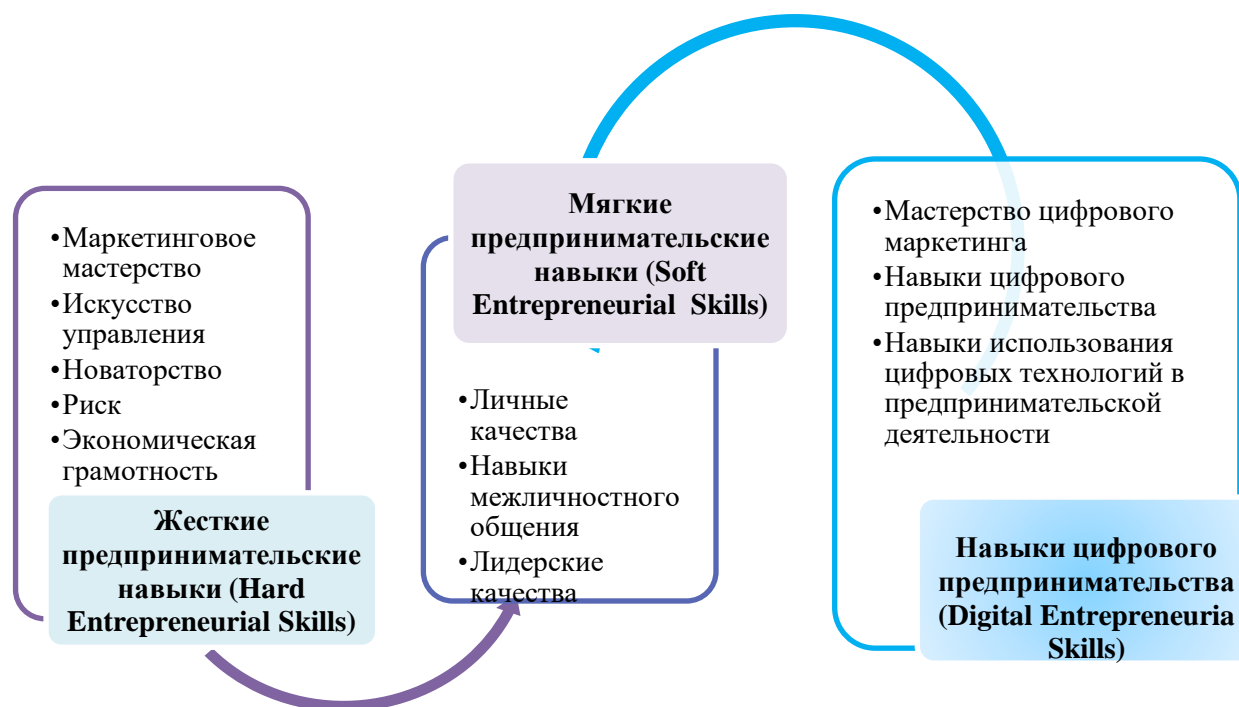 •Маркетинговое
мастерство
•Искусство
управления
•Новаторство
•Риск
•Экономическая
грамотность
Жесткие
предпринимательские
навыки (Hard
Entrepreneurial Skills)
Мягкие
предпринимательские
навыки (Soft
Entrepreneurial Skills)
•Личные
качества
•Навыки
межличностного
общения
•Лидерские
качества
•Мастерство цифрового
маркетинга
•Навыки цифрового
предпринимательства
•Навыки использования
цифровых технологий в
предпринимательской
деятельности
Навыки цифрового
предпринимательства
(Digital Entrepreneuria
Skills)